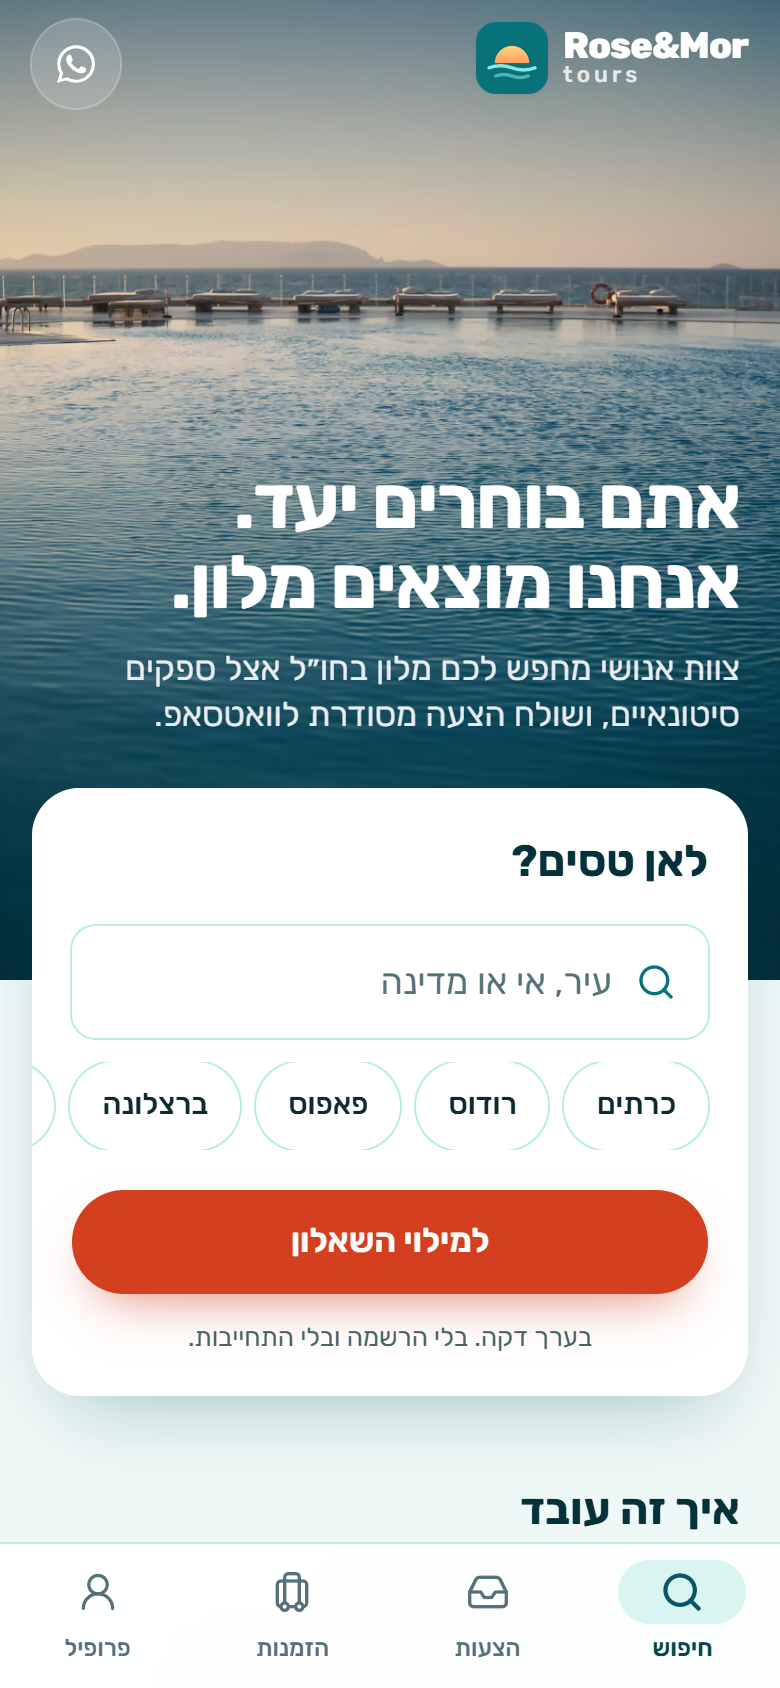 Rose&Mor
tours
אתם בוחרים יעד.
אנחנו מוצאים מלון.
צוות אנושי מחפש לכם מלון בחו״ל אצל ספקים
סיטונאיים, ושולח הצעה מסודרת לוואטסאפ.
לאן טסים?
עיר, אי או מדינה
כרתים
רודוס
פאפוס
ברצלונה
למילוי השאלון
בערך דקה. בלי הרשמה ובלי התחייבות.
איך זה עובד
חיפוש
הצעות
הזמנות
פרופיל